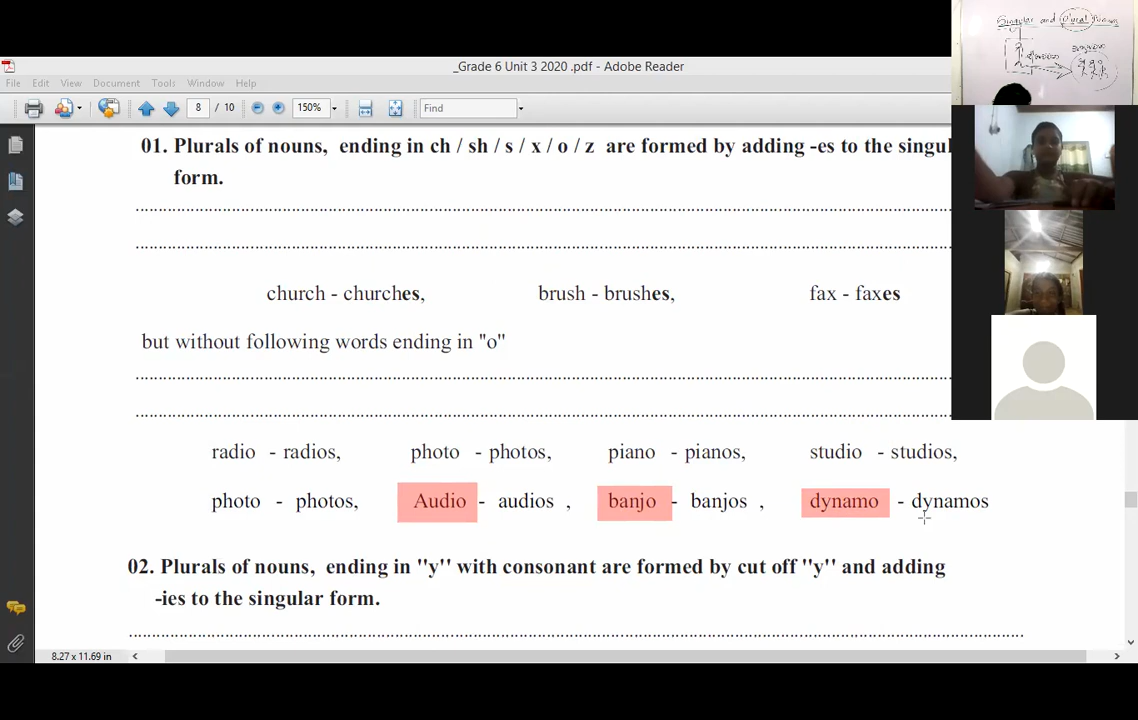 _Grade 6 Unit 3 2020 .pdf - Adobe Reader
File Edit View Document Tools Window Help
8 / 10 150% Find
01. Plurals of nouns, ending in ch / sh / s / x / o / z are formed by adding -es to the singul
form.
church - churches, brush - brushes, fax - faxes
but without following words ending in "o"
radio - radios, photo - photos, piano - pianos, studio - studios,
photo - photos, Audio - audios , banjo - banjos , dynamo - dynamos
02. Plurals of nouns, ending in "y" with consonant are formed by cut off "y" and adding
-ies to the singular form.
8.27 x 11.69 in
Singular and Plural